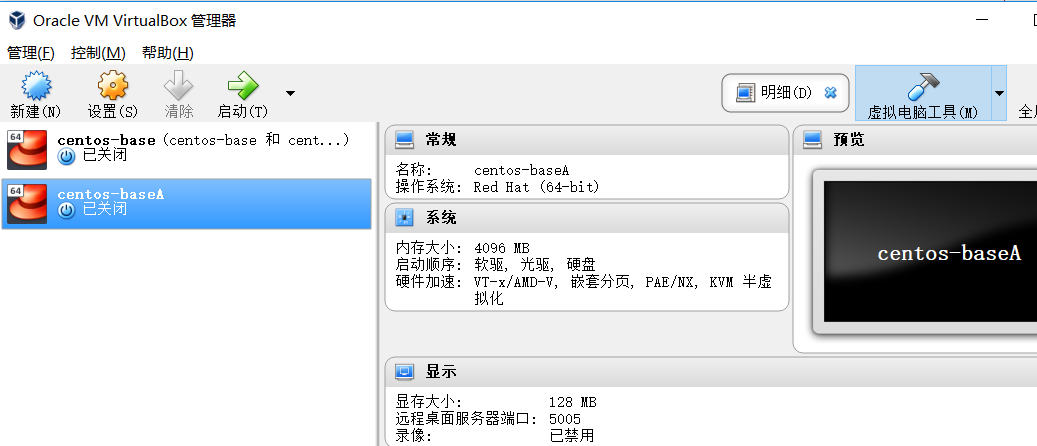 Oracle VM VirtualBox 管理器
管理(F) 控制(M) 帮助(H)
新建(N) 设置(S) 清除 启动(T) 明细(D) 虚拟电脑工具(M)
64
centos-base (centos-base 和 cent...)
已关闭
64
centos-baseA
已关闭
常规
名称: centos-baseA
操作系统: Red Hat (64-bit)
系统
内存大小: 4096 MB
启动顺序: 软驱, 光驱, 硬盘
硬件加速: VT-x/AMD-V, 嵌套分页, PAE/NX, KVM 半虚
拟化
预览
centos-baseA
显示
显存大小: 128 MB
远程桌面服务器端口: 5005
录像: 已禁用